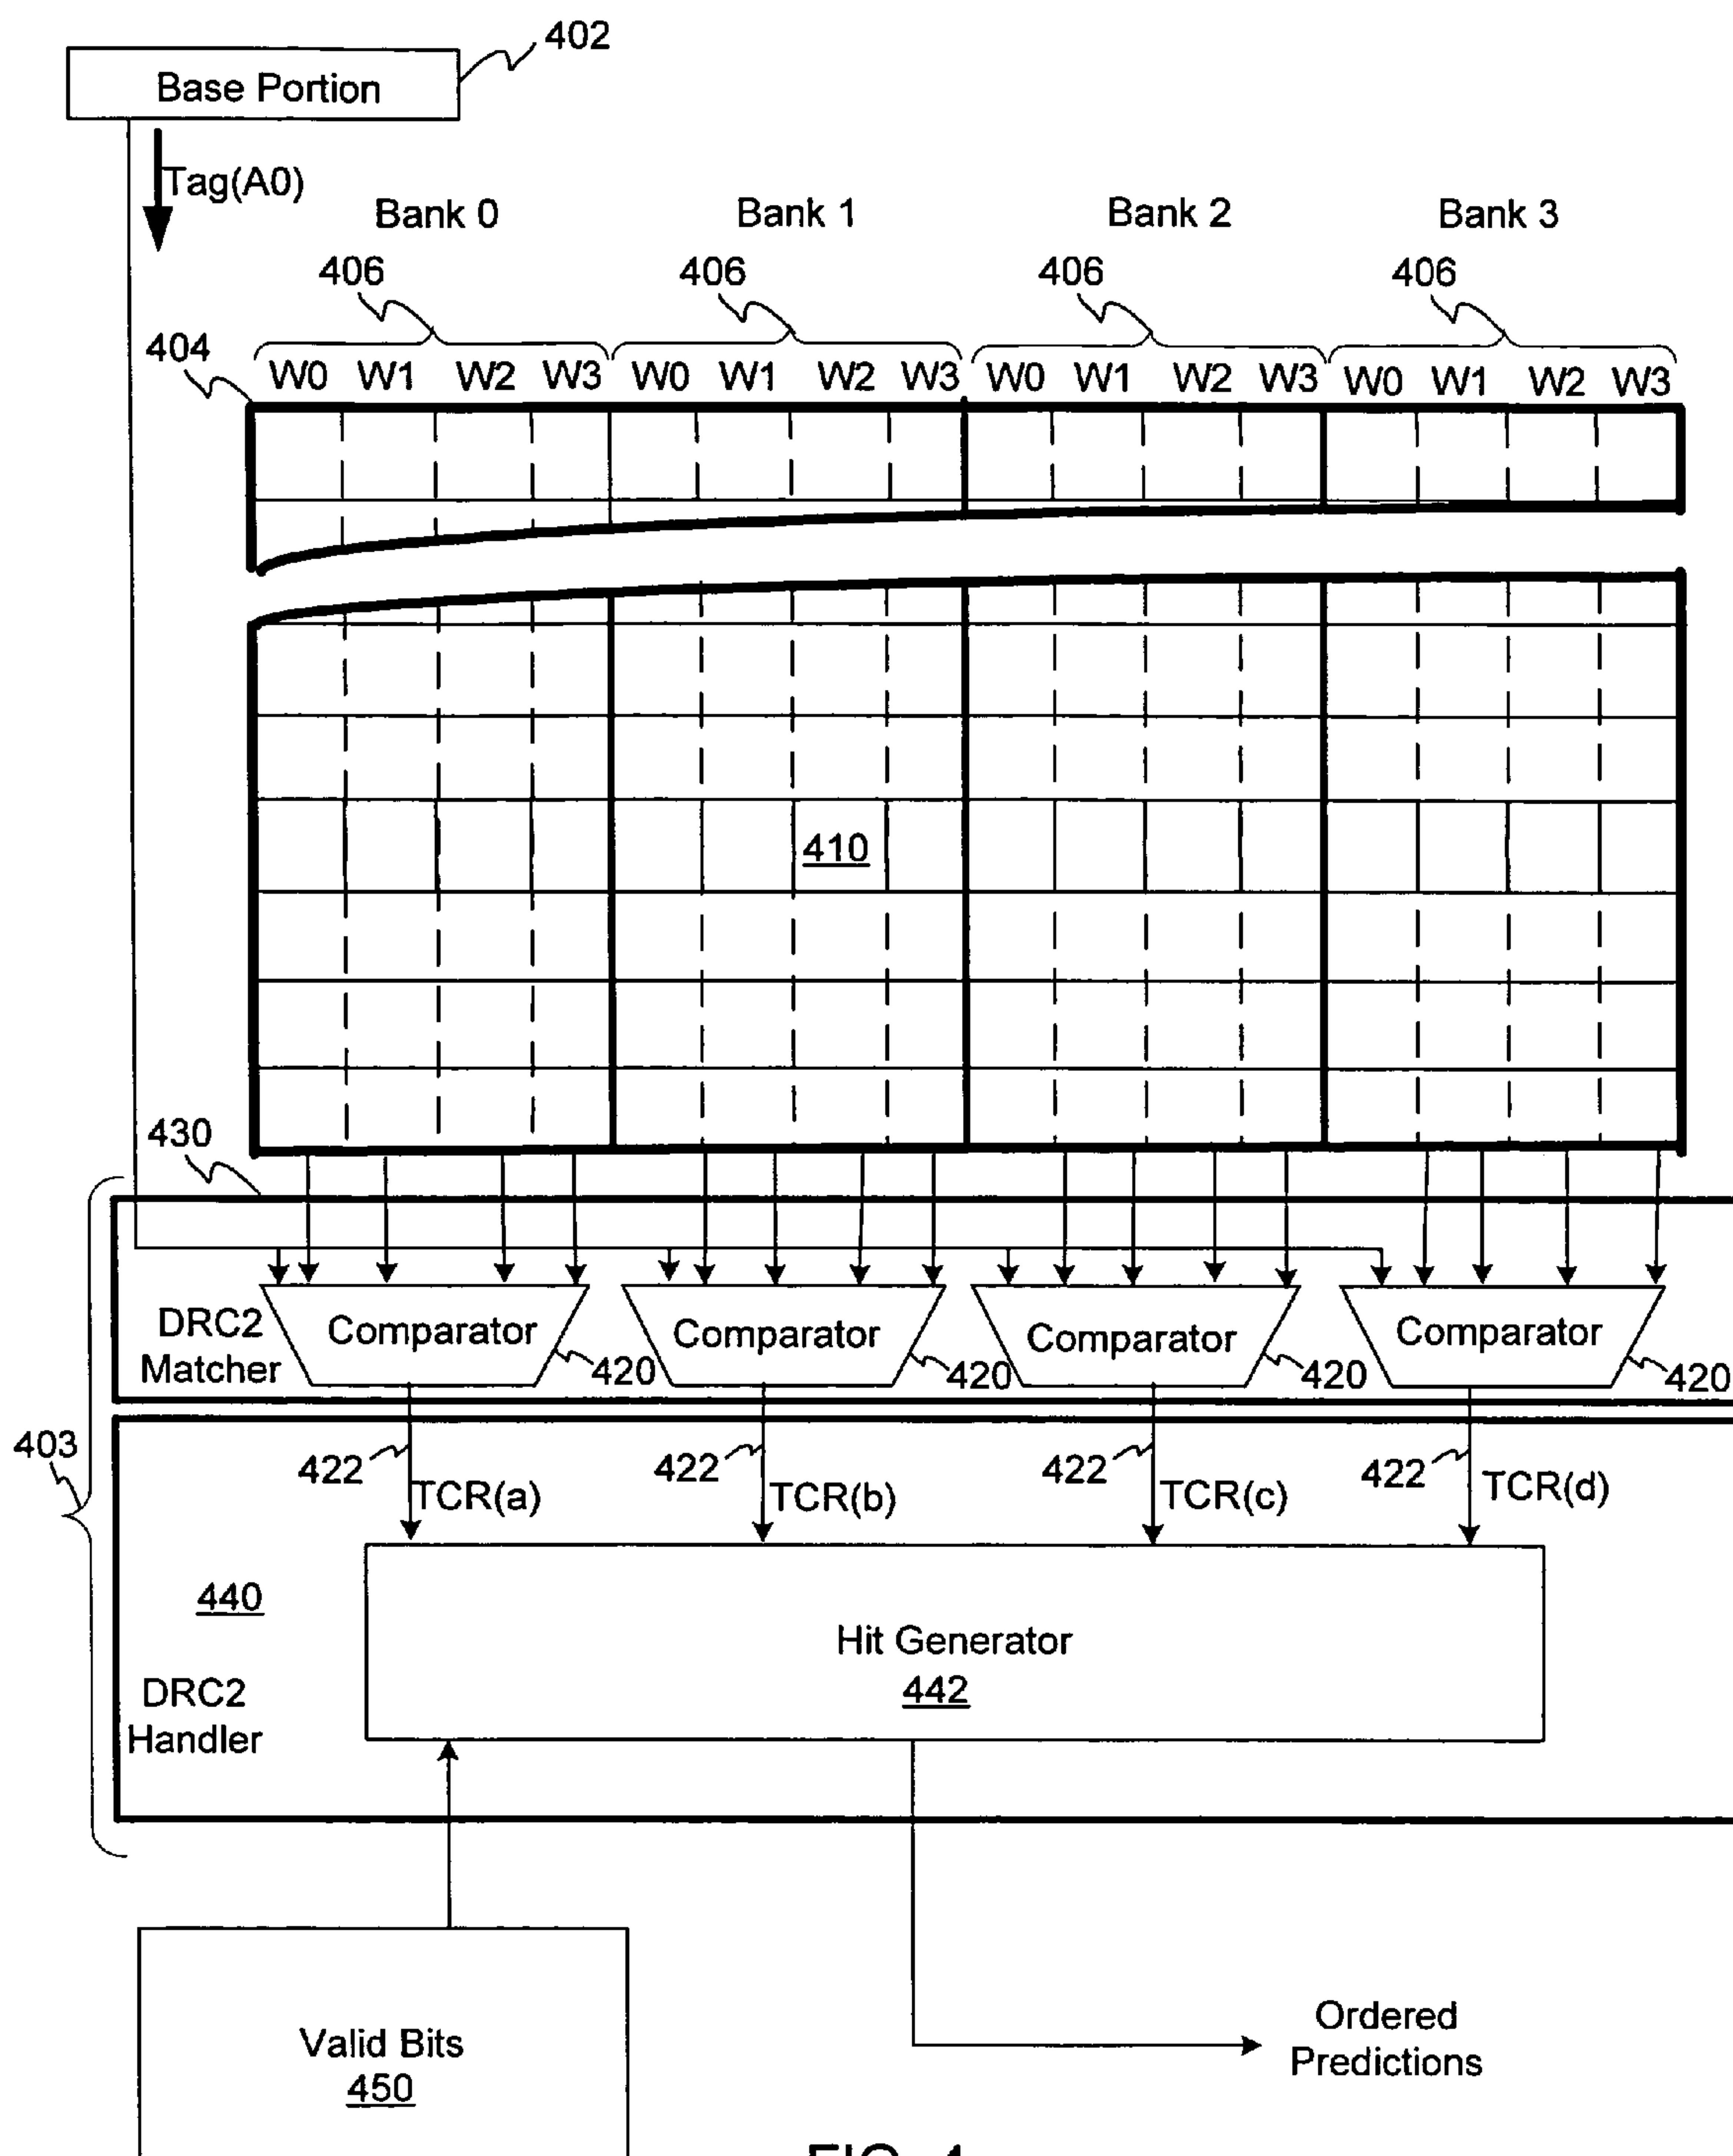 402
Base Portion
Tag(A0)
Bank 0 Bank 1 Bank 2 Bank 3
406 406 406 406
404
W0 W1 W2 W3 W0 W1 W2 W3 W0 W1 W2 W3 W0 W1 W2 W3
410
430
DRC2
Matcher
Comparator Comparator Comparator Comparator
420 420 420 420
403
422 422 422 422
TCR(a) TCR(b) TCR(c) TCR(d)
440
Hit Generator
442
DRC2
Handler
Ordered
Predictions
Valid Bits
450